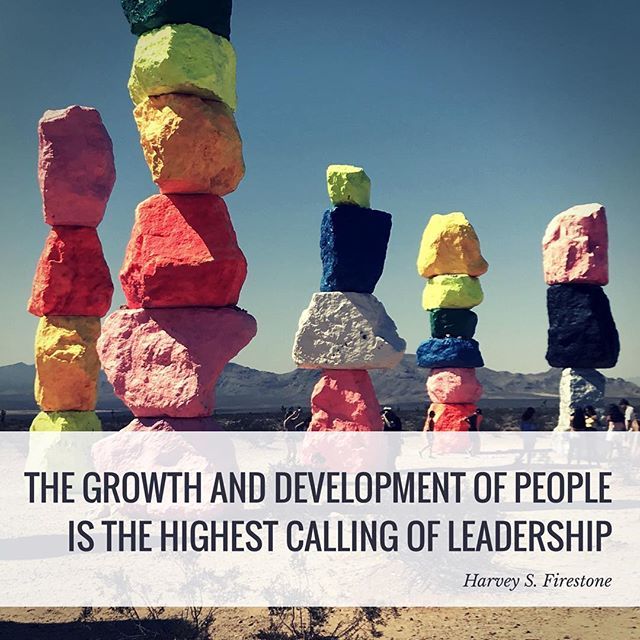 THE GROWTH AND DEVELOPMENT OF PEOPLE
IS THE HIGHEST CALLING OF LEADERSHIP
Harvey S. Firestone